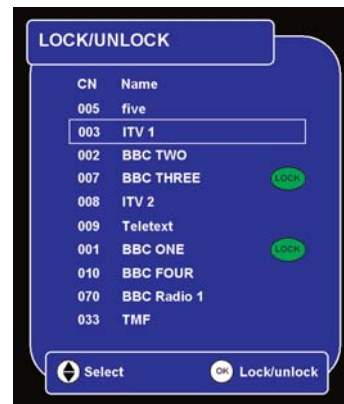 LOCK/UNLOCK
CN Name
005 five
003 ITV 1
002 BBC TWO
007 BBC THREE LOCK
008 ITV 2
009 Teletext
001 BBC ONE LOCK
010 BBC FOUR
070 BBC Radio 1
033 TMF
Select OK Lock/unlock